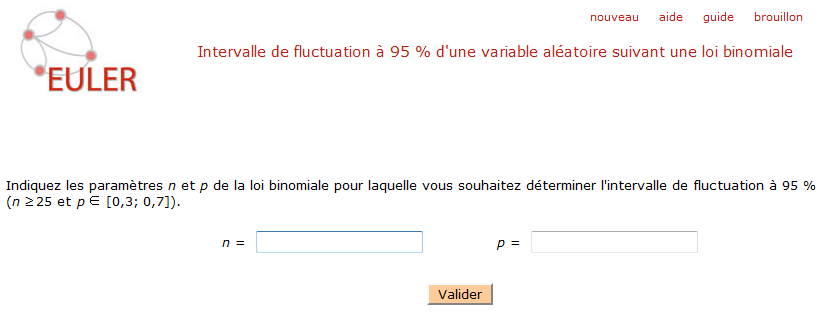 nouveau aide guide brouillon
Intervalle de fluctuation à 95 % d'une variable aléatoire suivant une loi binomiale
EULER
Indiquez les paramètres n et p de la loi binomiale pour laquelle vous souhaitez déterminer l'intervalle de fluctuation à 95 %
(n ≥25 et p ∈ [0,3; 0,7]).
n = p =
Valider